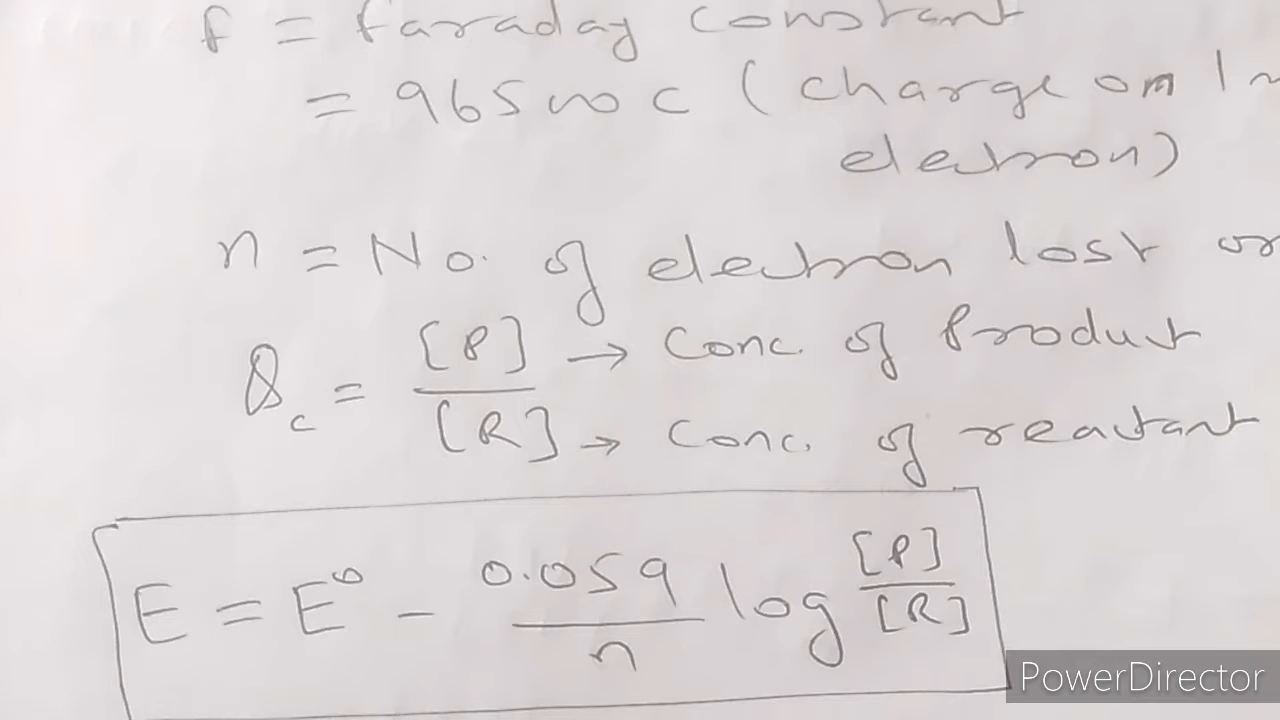 F = faraday constant
= 96500 C (charge on 1 m
electron)
n = No. of electron lost or
Qc = [P] → Conc. of Product
[R] → Conc. of reactant
E = E° - 0.059/n log [P]/[R]
PowerDirector